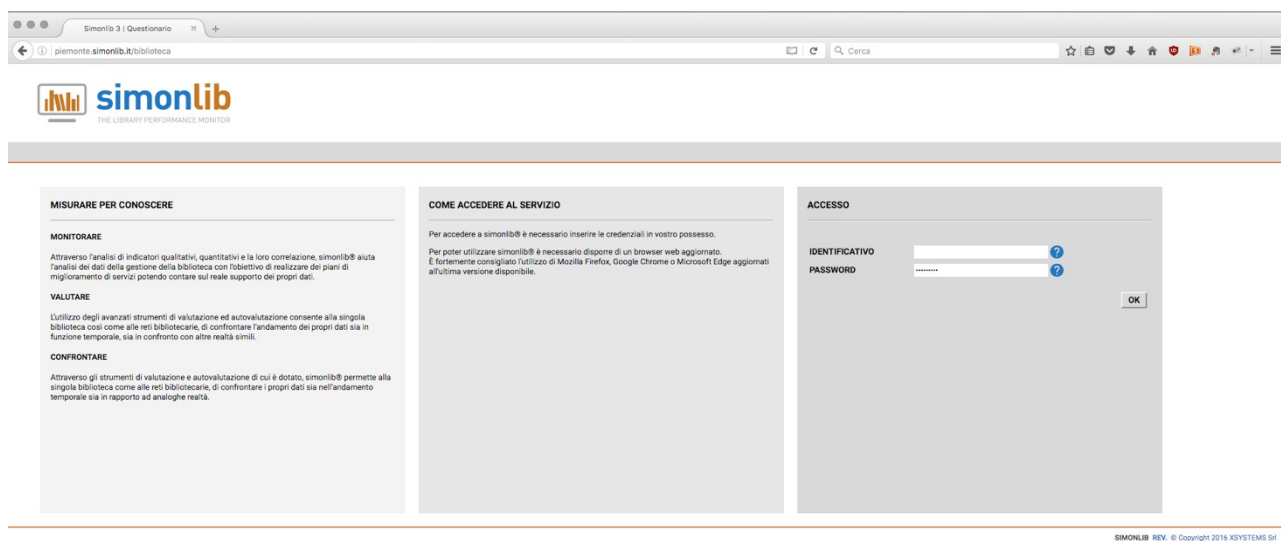 Simonlib 3 | Questionario
piemonte.simonlib.it/biblioteca
Cerca
simonlib
THE LIBRARY PERFORMANCE MONITOR
MISURARE PER CONOSCERE
MONITORARE
Attraverso l'analisi di indicatori qualitativi, quantitativi e la loro correlazione, simonlib® aiuta
l'analisi dei dati della gestione della biblioteca con l'obiettivo di realizzare dei piani di
miglioramento di servizi potendo contare sul reale supporto dei propri dati.
VALUTARE
L'utilizzo degli avanzati strumenti di valutazione ed autovalutazione consente alla singola
biblioteca così come alle reti bibliotecarie, di confrontare l'andamento dei propri dati sia in
funzione temporale, sia in confronto con altre realtà simili.
CONFRONTARE
Attraverso gli strumenti di valutazione e autovalutazione di cui è dotato, simonlib® permette alla
singola biblioteca come alle reti bibliotecarie, di confrontare i propri dati sia nell'andamento
temporale sia in rapporto ad analoghe realtà.
COME ACCEDERE AL SERVIZIO
Per accedere a simonlib® è necessario inserire le credenziali in vostro possesso.
Per poter utilizzare simonlib® è necessario disporre di un browser web aggiornato.
È fortemente consigliato l'utilizzo di Mozilla Firefox, Google Chrome o Microsoft Edge aggiornati
all'ultima versione disponibile.
ACCESSO
IDENTIFICATIVO
PASSWORD
OK
SIMONLIB REV. © Copyright 2016 XSYSTEMS Srl